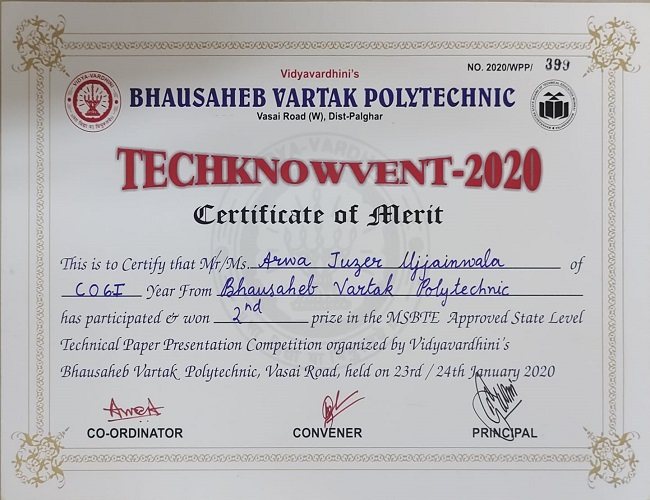 Vidyavardhini's
NO. 2020/WPP/ 399
BHAUSAHEB VARTAK POLYTECHNIC
Vasai Road (W), Dist-Palghar
TECHKNOWVENT-2020
Certificate of Merit
This is to Certify that Mr/Ms. Arwa Juzer Ujjainwala of
CO6I Year From Bhausaheb Vartak Polytechnic
has participated & won 2nd prize in the MSBTE Approved State Level
Technical Paper Presentation Competition organized by Vidyavardhini's
Bhausaheb Vartak Polytechnic, Vasai Road, held on 23rd / 24th January 2020
CO-ORDINATOR CONVENER PRINCIPAL